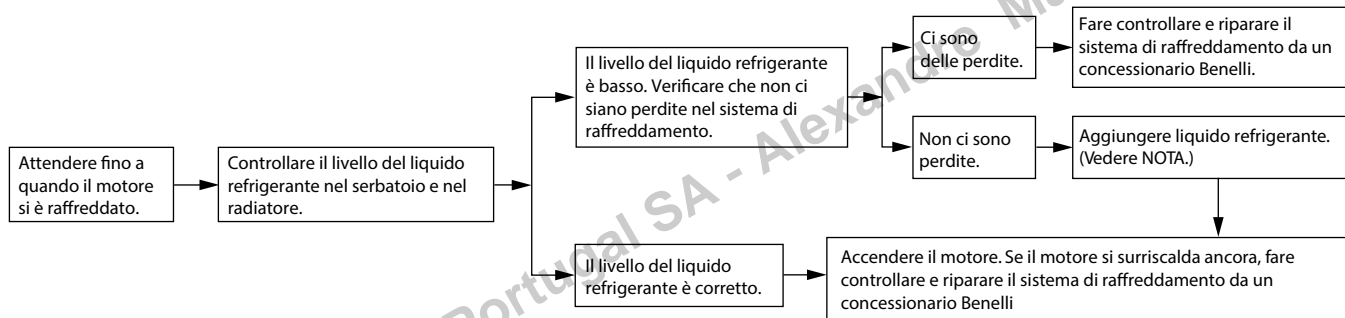 Attendere fino a
quando il motore
si è raffreddato.
Controllare il livello del liquido
refrigerante nel serbatoio e nel
radiatore.
Il livello del liquido refrigerante
è basso. Verificare che non ci
siano perdite nel sistema di
raffreddamento.
Ci sono
delle perdite.
Fare controllare e riparare il
sistema di raffreddamento da un
concessionario Benelli.
Non ci sono
perdite.
Aggiungere liquido refrigerante.
(Vedere NOTA.)
Il livello del liquido
refrigerante è corretto.
Accendere il motore. Se il motore si surriscalda ancora, fare
controllare e riparare il sistema di raffreddamento da un
concessionario Benelli
Portugal SA - Alexandre